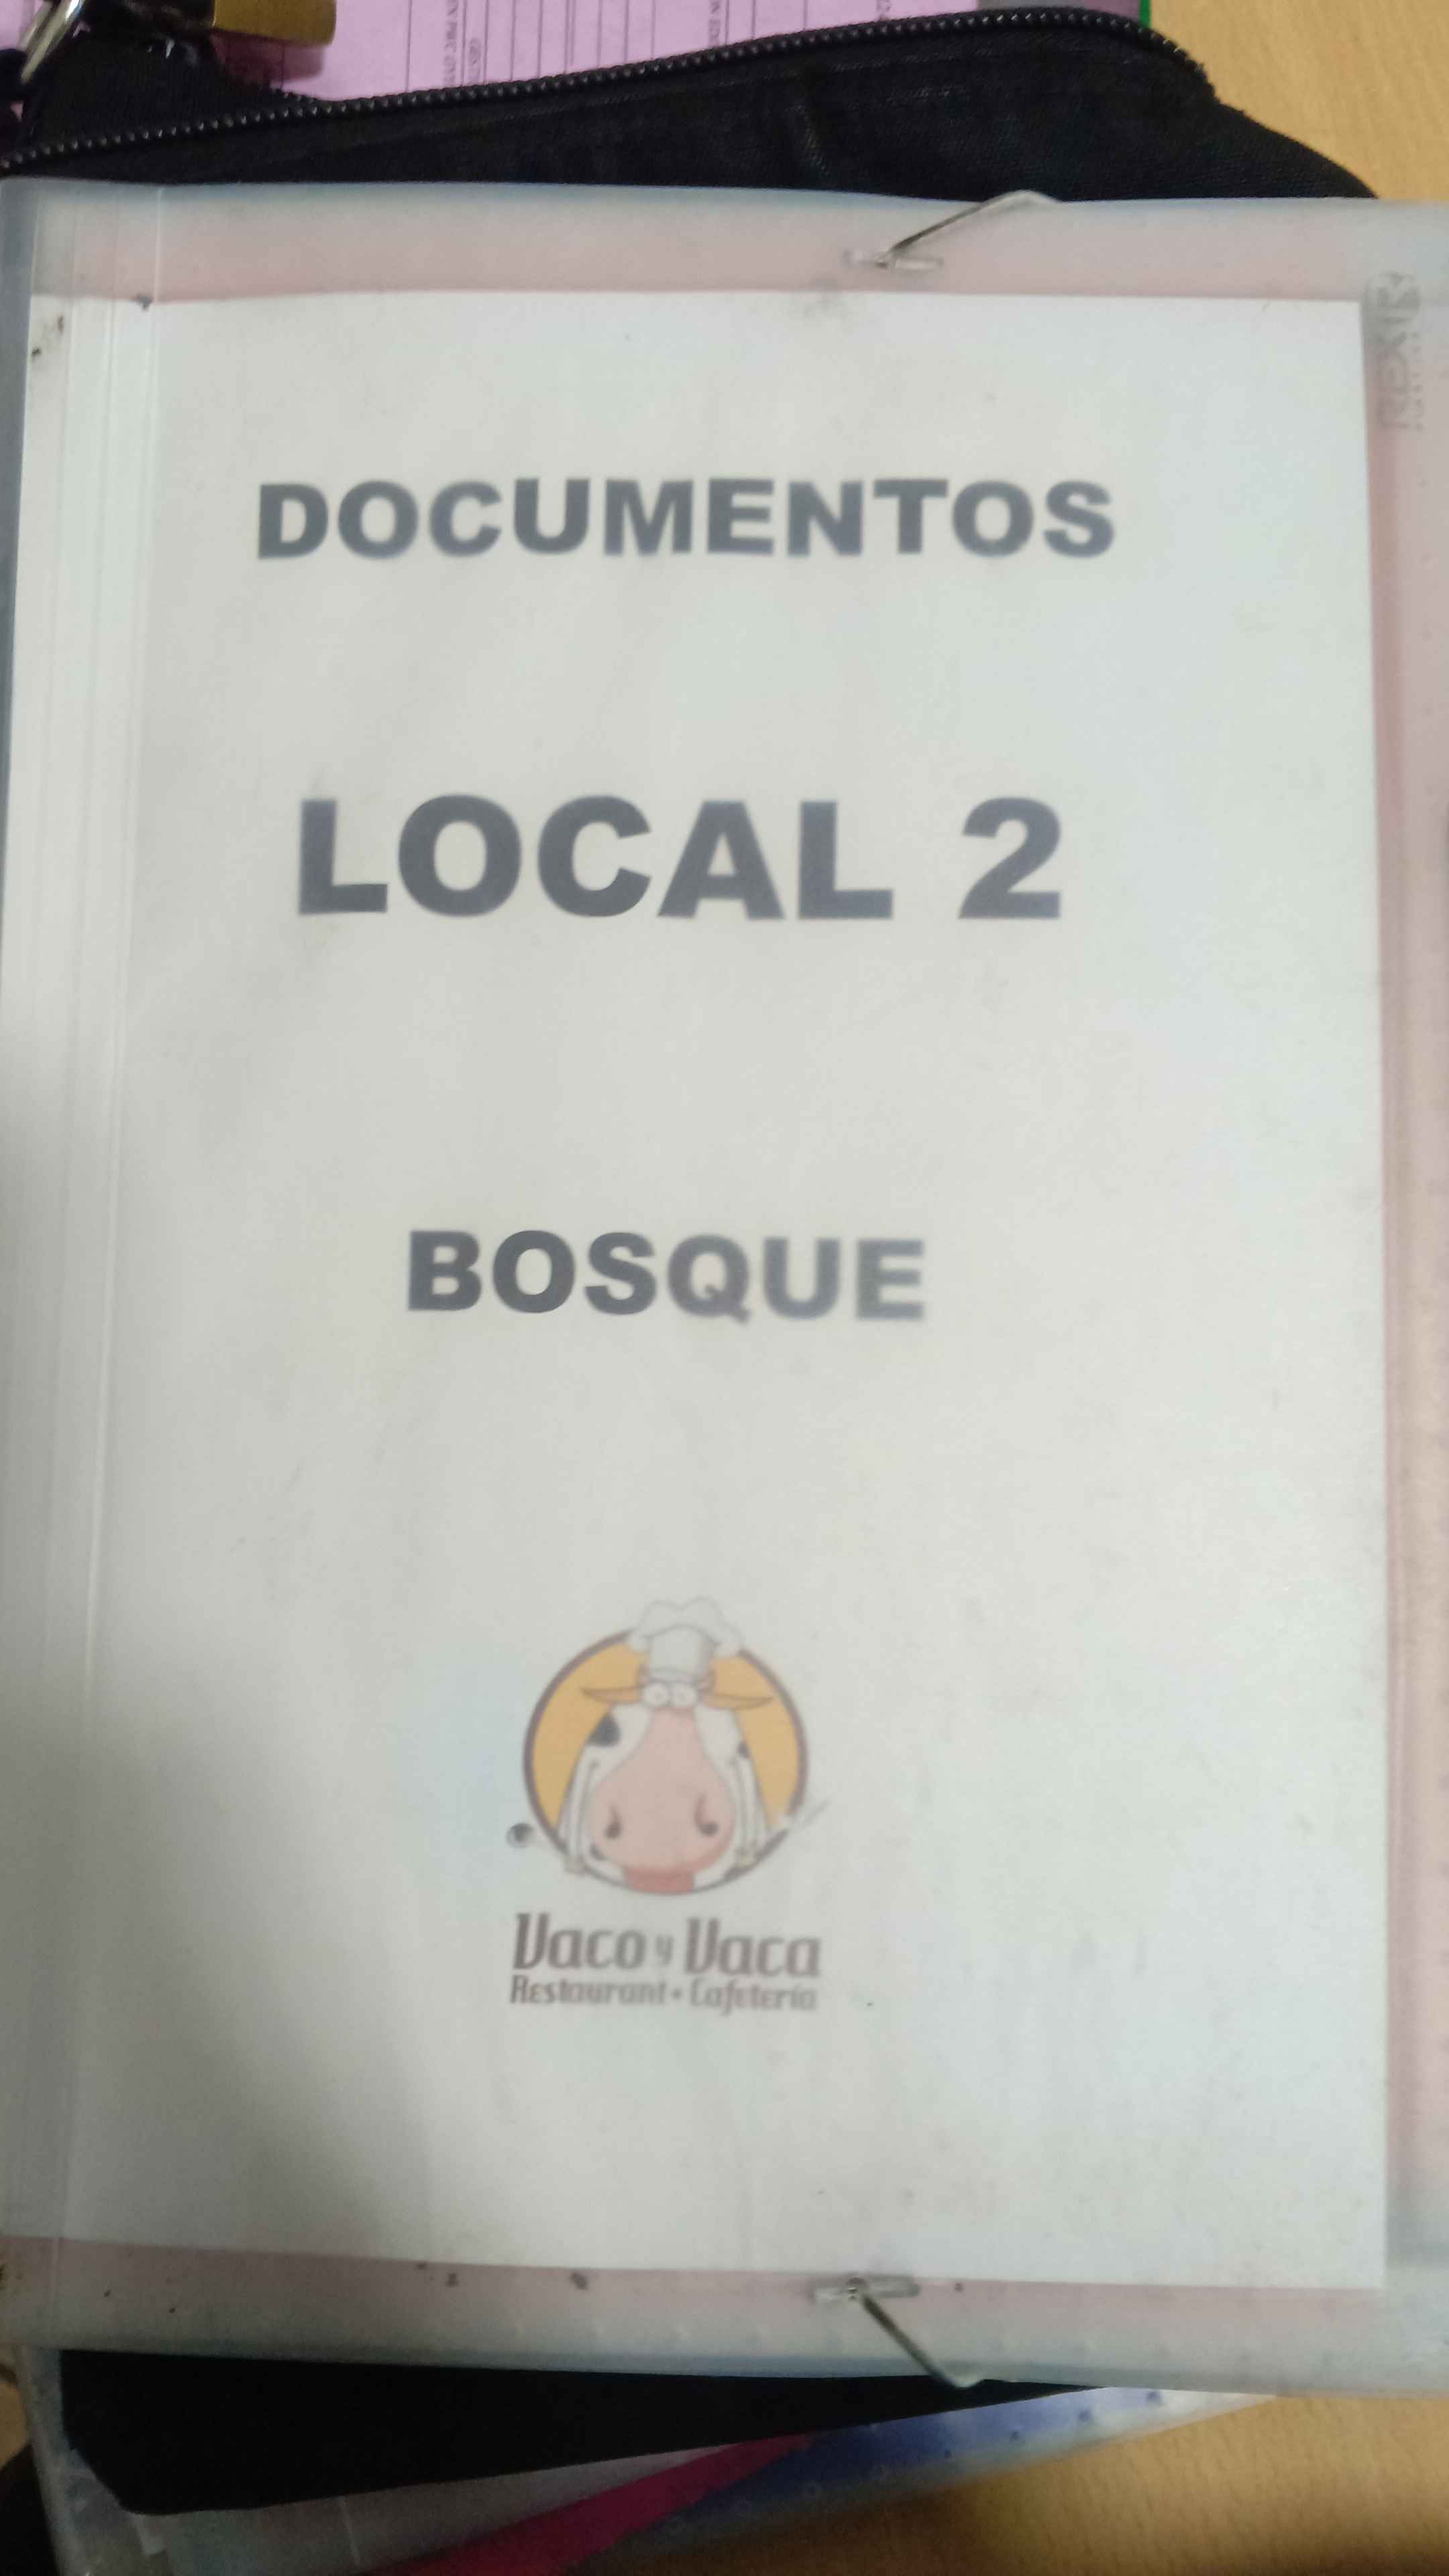 DOCUMENTOS
LOCAL 2
BOSQUE
Vaco y Vaca
Restaurant • Cafetería